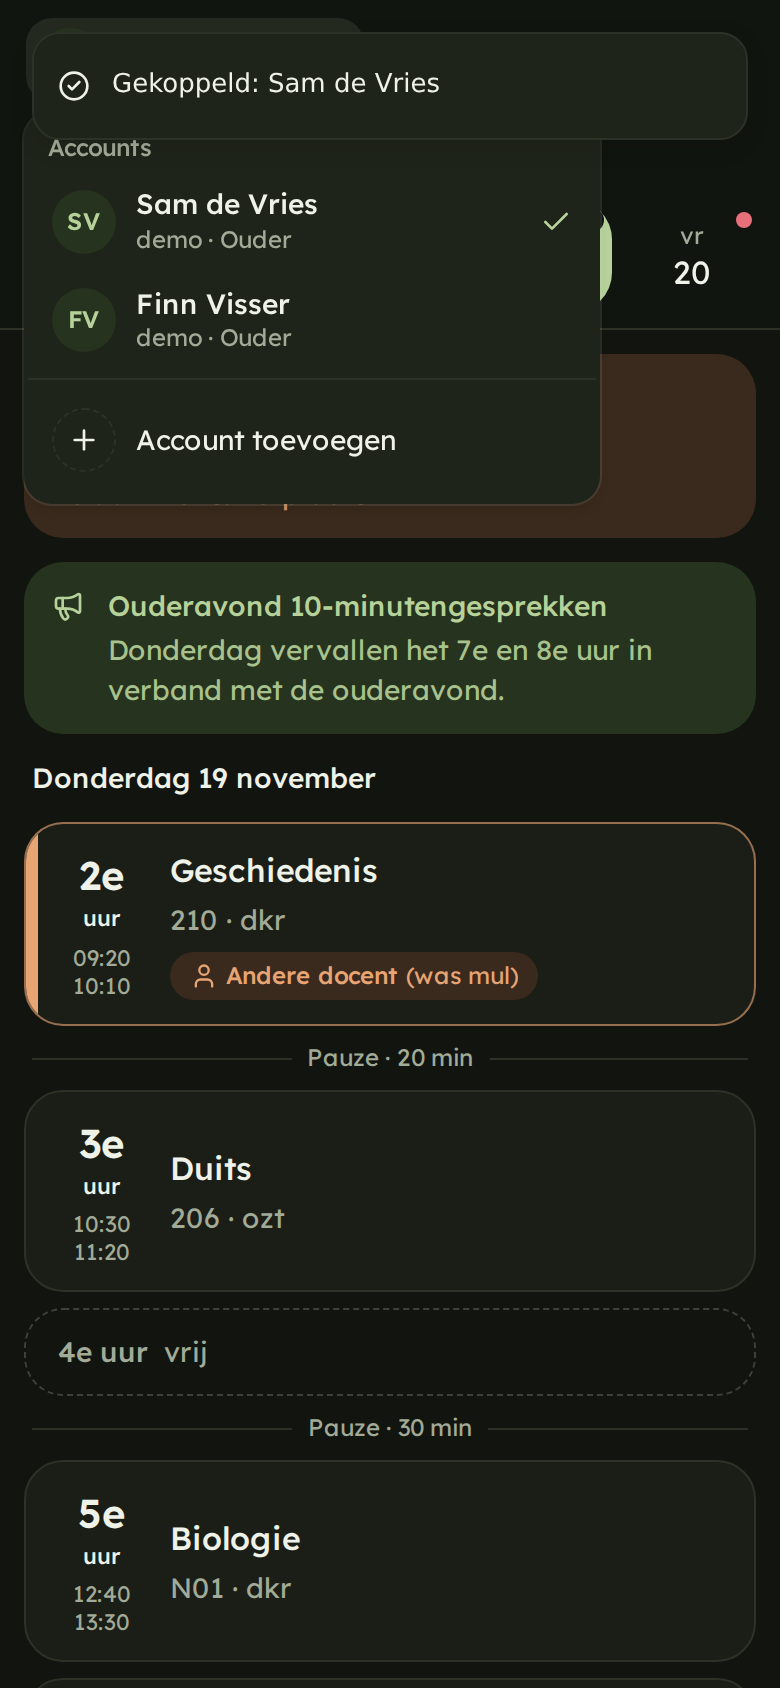 Gekoppeld: Sam de Vries
Accounts
SV
Sam de Vries
demo · Ouder
FV
Finn Visser
demo · Ouder
Account toevoegen
vr
20
Ouderavond 10-minutengesprekken
Donderdag vervallen het 7e en 8e uur in
verband met de ouderavond.
Donderdag 19 november
2e
uur
09:20
10:10
Geschiedenis
210 · dkr
Andere docent (was mul)
Pauze · 20 min
3e
uur
10:30
11:20
Duits
206 · ozt
4e uur vrij
Pauze · 30 min
5e
uur
12:40
13:30
Biologie
N01 · dkr